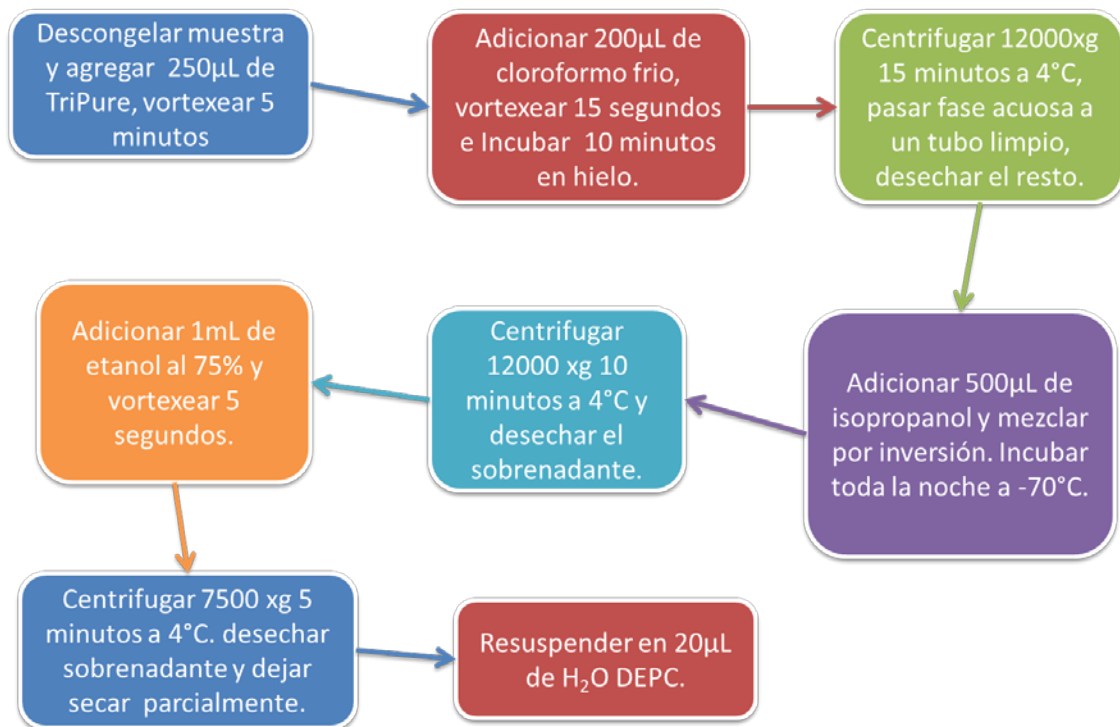 Descongelar muestra
y agregar 250µL de
TriPure, vortexear 5
minutos
Adicionar 200µL de
cloroformo frio,
vortexear 15 segundos
e Incubar 10 minutos
en hielo.
Centrifugar 12000xg
15 minutos a 4°C,
pasar fase acuosa a
un tubo limpio,
desechar el resto.
Adicionar 500µL de
isopropanol y mezclar
por inversión. Incubar
toda la noche a -70°C.
Centrifugar
12000 xg 10
minutos a 4°C y
desechar el
sobrenadante.
Adicionar 1mL de
etanol al 75% y
vortexear 5
segundos.
Centrifugar 7500 xg 5
minutos a 4°C. desechar
sobrenadante y dejar
secar parcialmente.
Resuspender en 20µL
de H₂O DEPC.